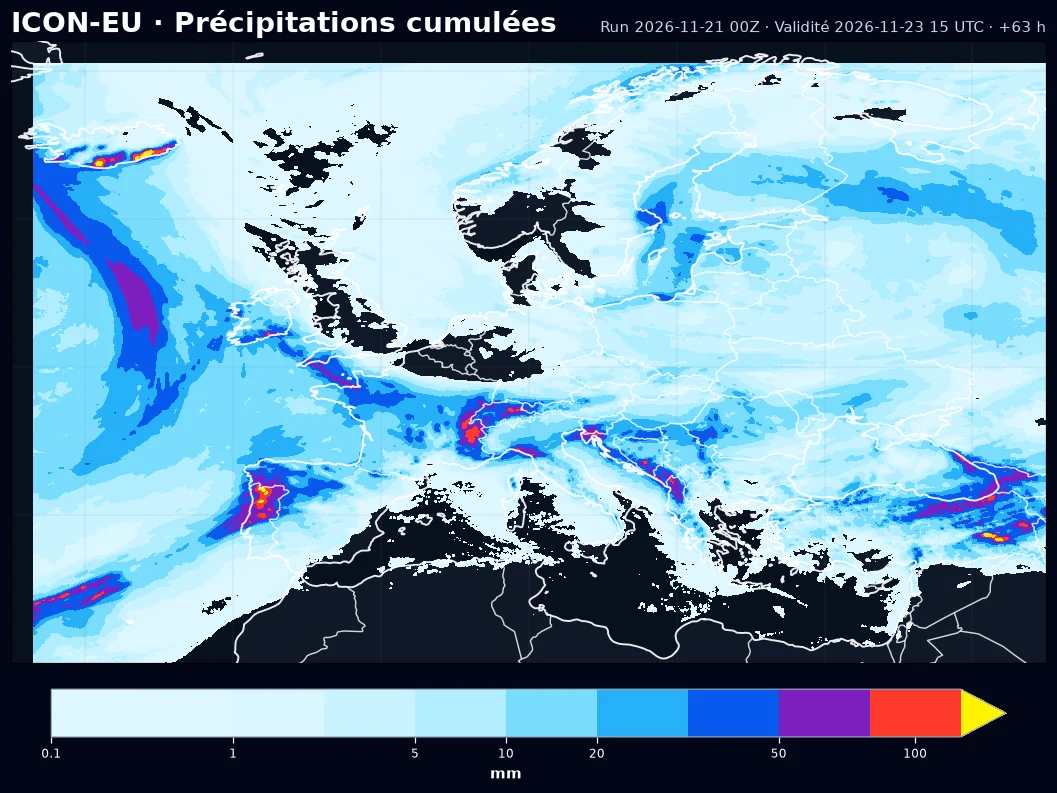 ICON-EU · Précipitations cumulées
Run 2026-11-21 00Z · Validité 2026-11-23 15 UTC · +63 h
0.1 1 5 10 20 50 100
mm